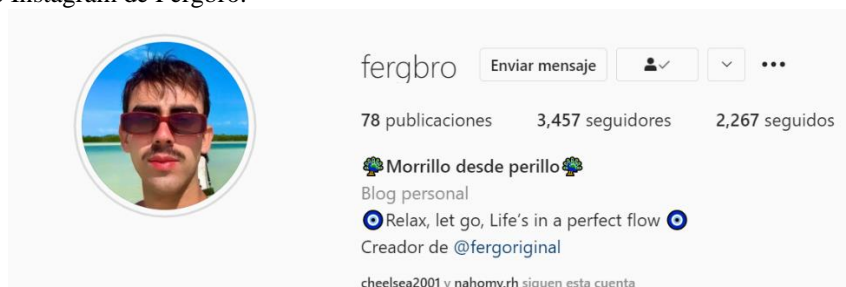 Instagram de Fergbro.
fergbro Enviar mensaje
78 publicaciones 3,457 seguidores 2,267 seguidos
🦚Morrillo desde perillo🦚
Blog personal
🧿Relax, let go, Life's in a perfect flow 🧿
Creador de @fergoriginal
cheelsea2001 y nahomy.rh siguen esta cuenta